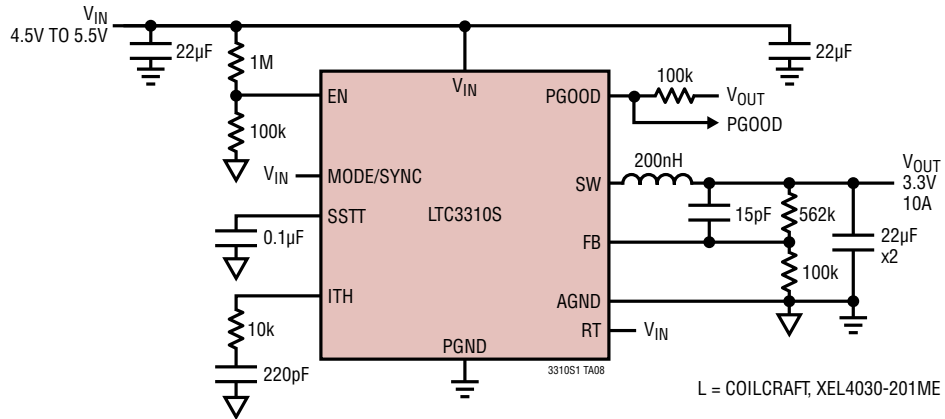 VIN
4.5V TO 5.5V
22µF
1M
22µF
100k
EN
VIN
PGOOD
100k
VOUT
PGOOD
VIN
MODE/SYNC
SW
200nH
VOUT
3.3V
10A
SSTT
LTC3310S
15pF
562k
0.1µF
FB
22µF
x2
100k
ITH
AGND
10k
RT
VIN
PGND
220pF
3310S1 TA08
L = COILCRAFT, XEL4030-201ME